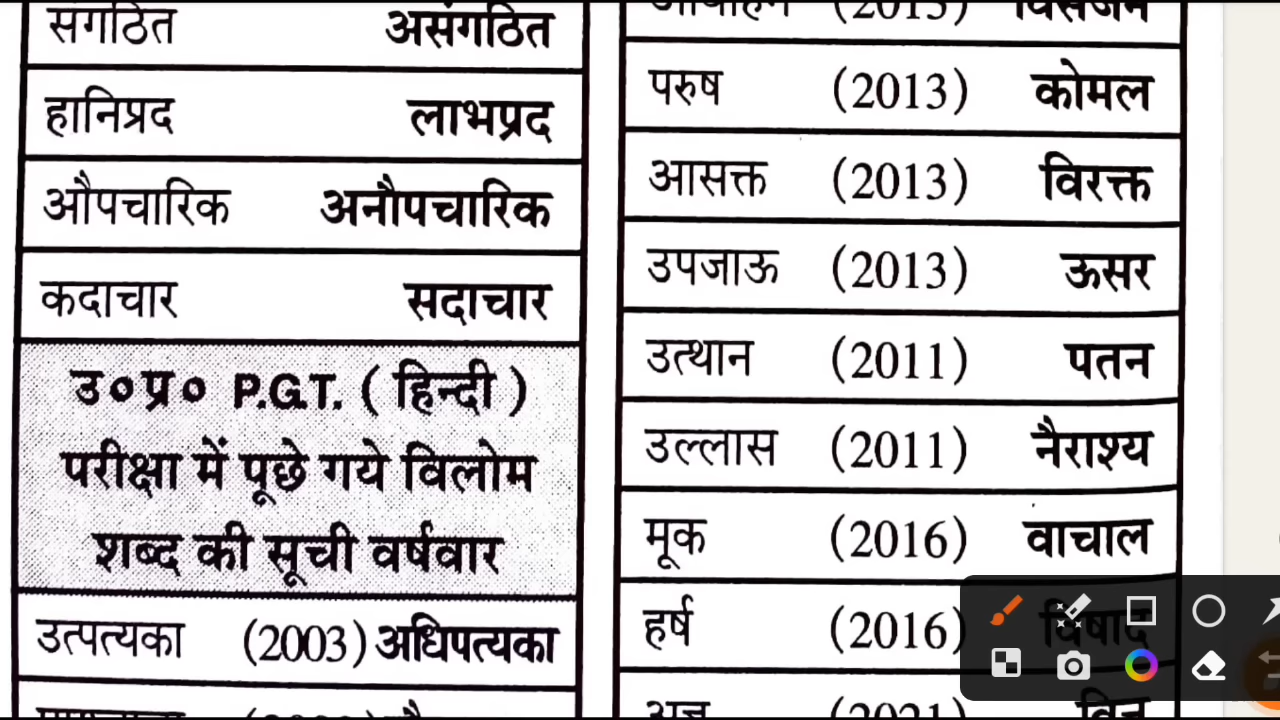 संगठित असंगठित
हानिप्रद लाभप्रद
औपचारिक अनौपचारिक
कदाचार सदाचार
उ०प्र० P.G.T. ( हिन्दी )
परीक्षा में पूछे गये विलोम
शब्द की सूची वर्षवार
उत्पत्यका (2003) अधिपत्यका
(2013)
परुष (2013) कोमल
आसक्त (2013) विरक्त
उपजाऊ (2013) ऊसर
उत्थान (2011) पतन
उल्लास (2011) नैराश्य
मूक (2016) वाचाल
हर्ष (2016) विषाद